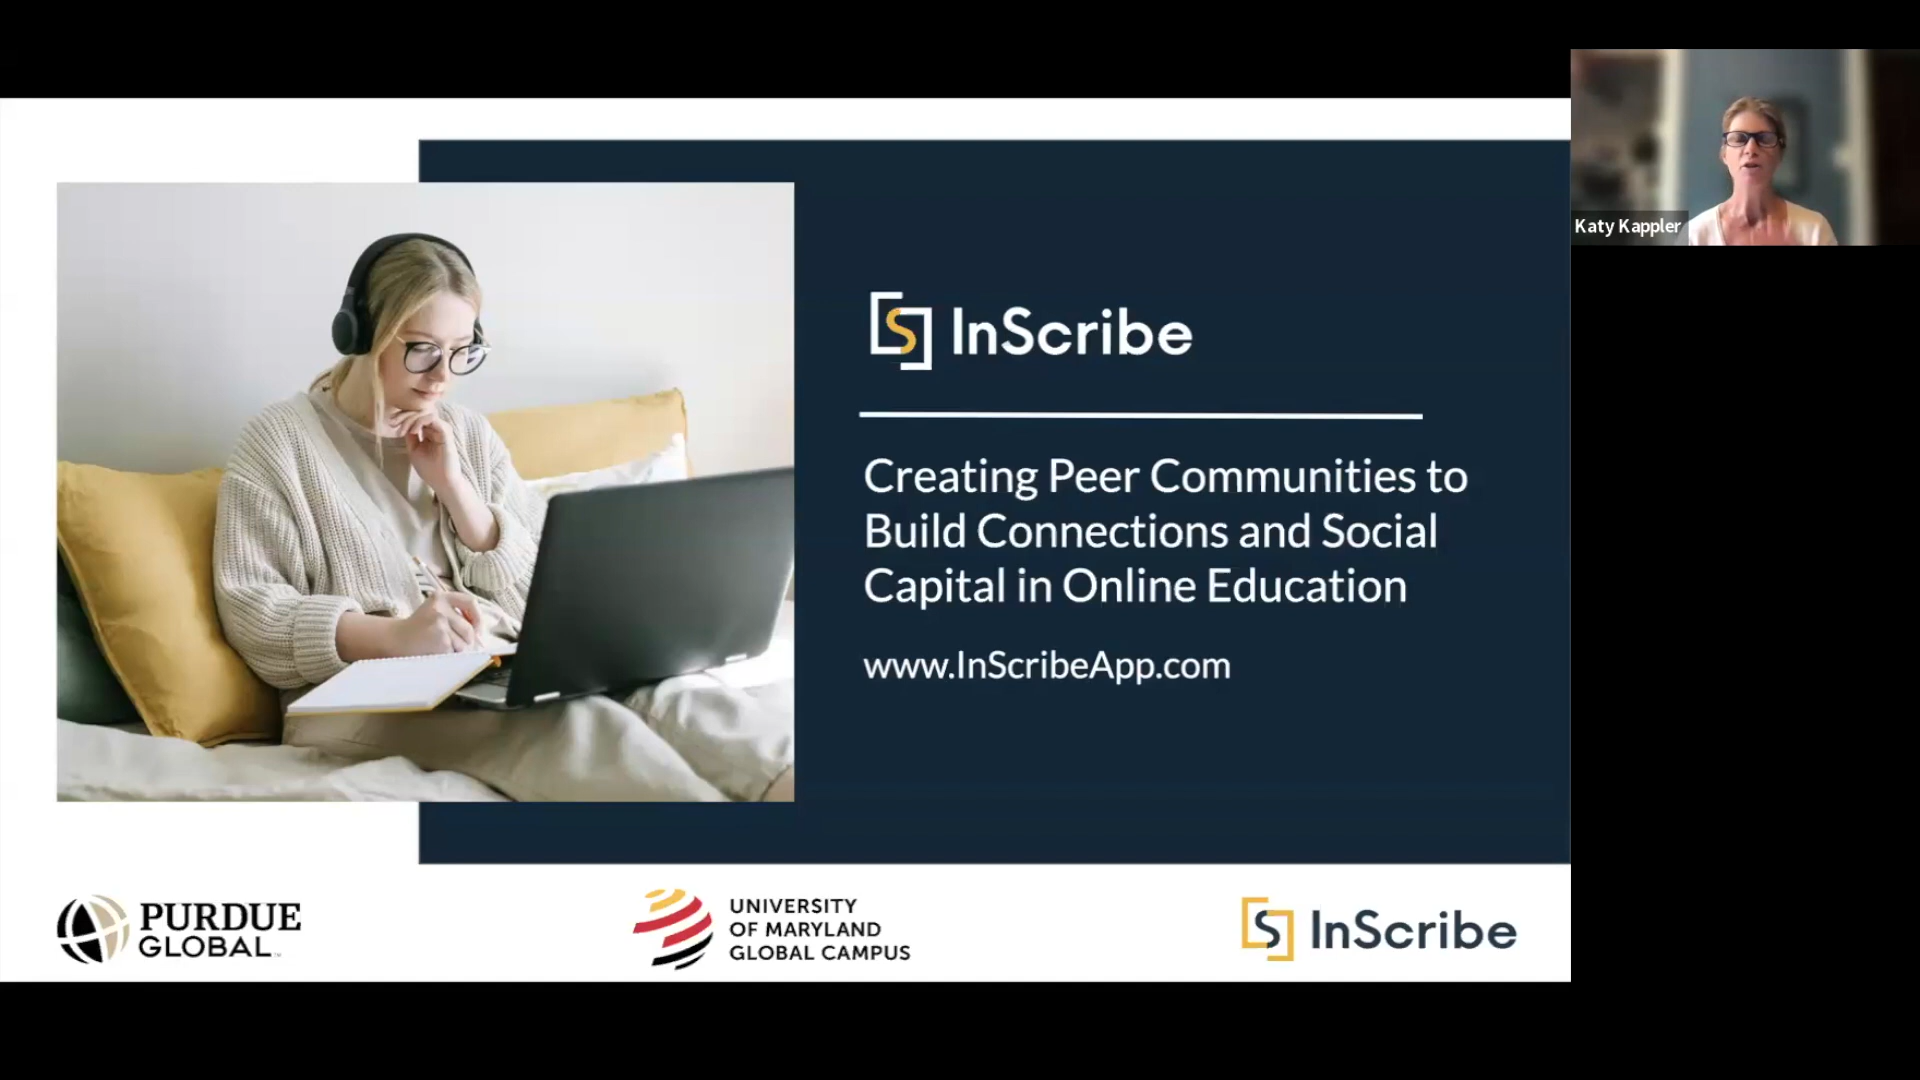 Katy Kappler
InScribe
Creating Peer Communities to
Build Connections and Social
Capital in Online Education
www.InScribeApp.com
PURDUE
GLOBAL
UNIVERSITY
OF MARYLAND
GLOBAL CAMPUS
InScribe